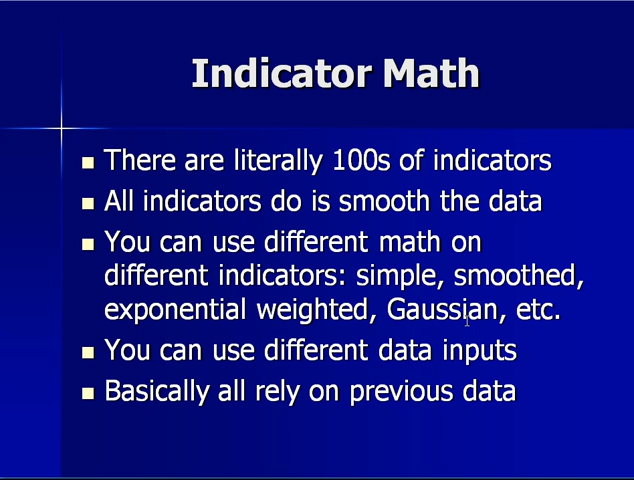 Indicator Math
There are literally 100s of indicators
All indicators do is smooth the data
You can use different math on
different indicators: simple, smoothed,
exponential weighted, Gaussian, etc.
You can use different data inputs
Basically all rely on previous data